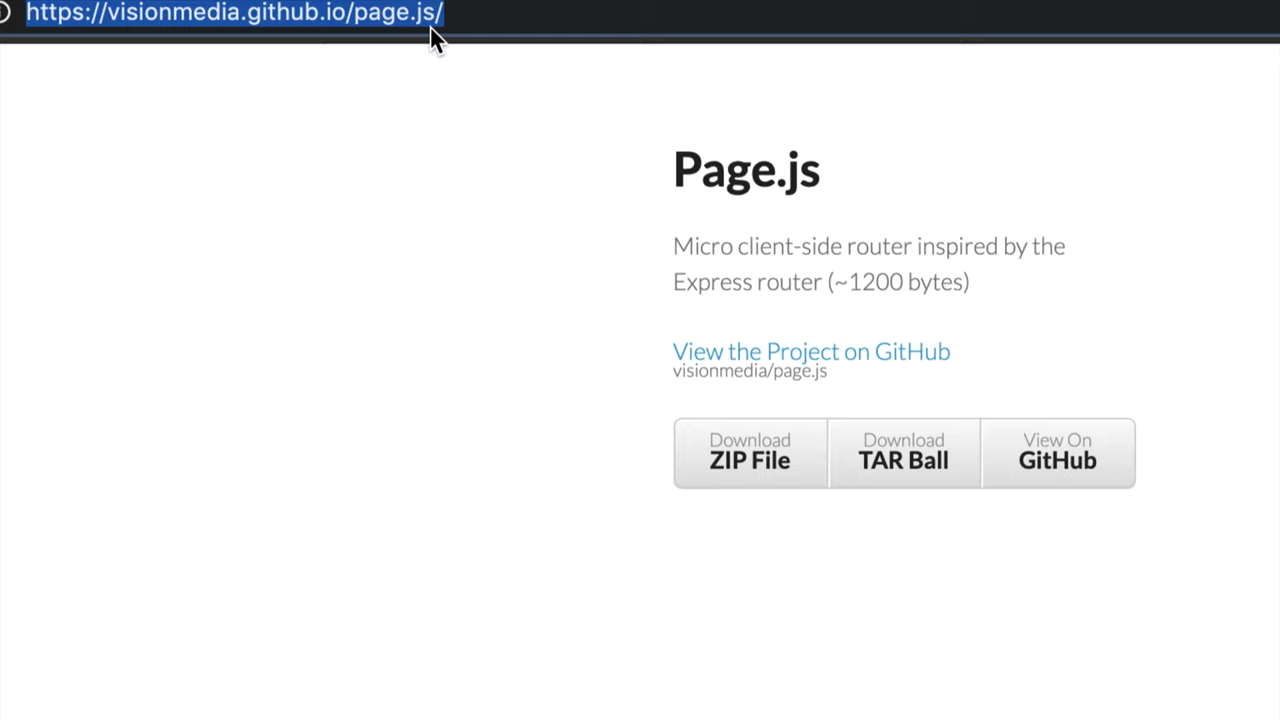 https://visionmedia.github.io/page.js/
Page.js
Micro client-side router inspired by the
Express router (~1200 bytes)
View the Project on GitHub
visionmedia/page.js
Download
ZIP File
Download
TAR Ball
View On
GitHub